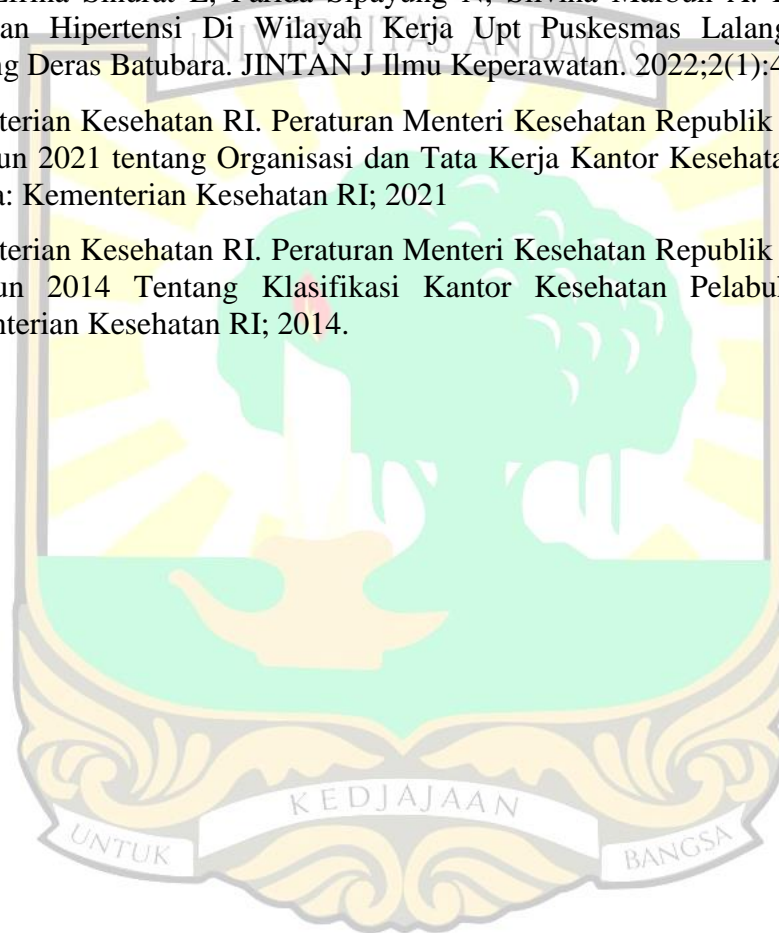 an Hipertensi Di Wilayah Kerja Upt Puskesmas Lalang
UNIVERSITAS ANDALAS
g Deras Batubara. JINTAN J Ilmu Keperawatan. 2022;2(1):4
terian Kesehatan RI. Peraturan Menteri Kesehatan Republik
un 2021 tentang Organisasi dan Tata Kerja Kantor Kesehata
a: Kementerian Kesehatan RI; 2021
terian Kesehatan RI. Peraturan Menteri Kesehatan Republik
un 2014 Tentang Klasifikasi Kantor Kesehatan Pelabu
nterian Kesehatan RI; 2014.
KEDJAJAAN
UNTUK BANGSA